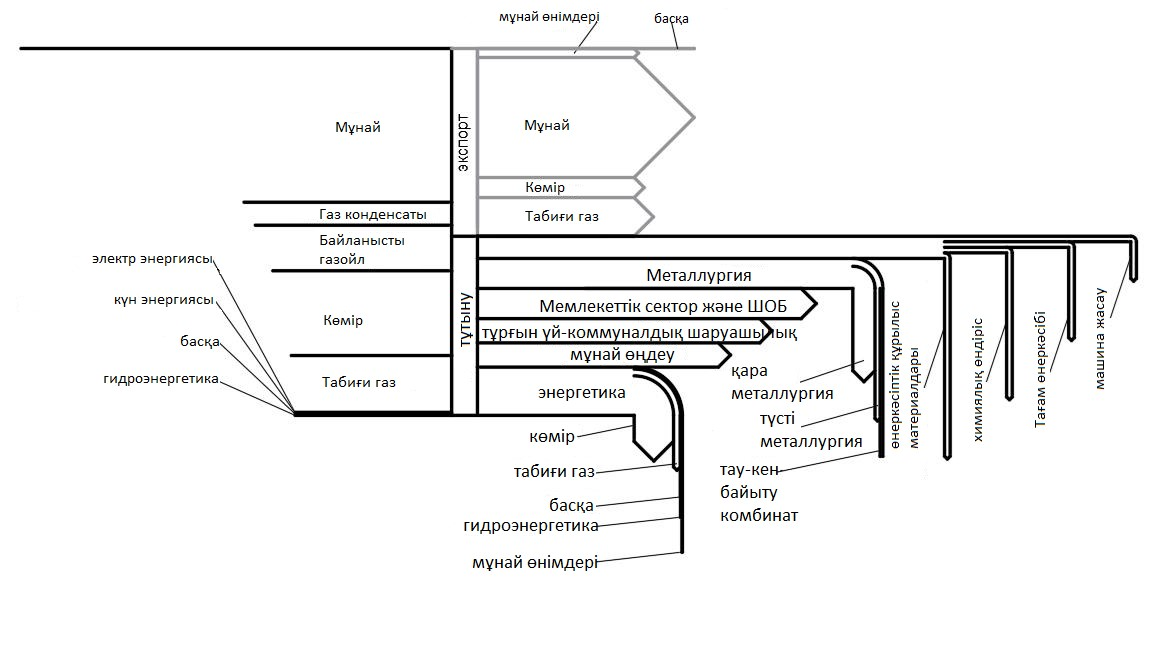 мұнай өнімдері
басқа
Мұнай
экспорт
Мұнай
Көмір
Газ конденсаты
Табиғи газ
Байланысты
газойл
электр энергиясы
күн энергиясы
басқа
гидроэнергетика
Көмір
Табиғи газ
тұтыну
Металлургия
Мемлекеттік сектор және ШОБ
тұрғын үй-коммуналдық шаруашылық
мұнай өңдеу
энергетика
көмір
табиғи газ
басқа
гидроэнергетика
мұнай өнімдері
қара
металлургия
түсті
металлургия
тау-кен-
байыту
комбинат
өнеркәсіптік құрылыс
материалдары
химиялық өндіріс
Тағам өнеркәсібі
машина жасау